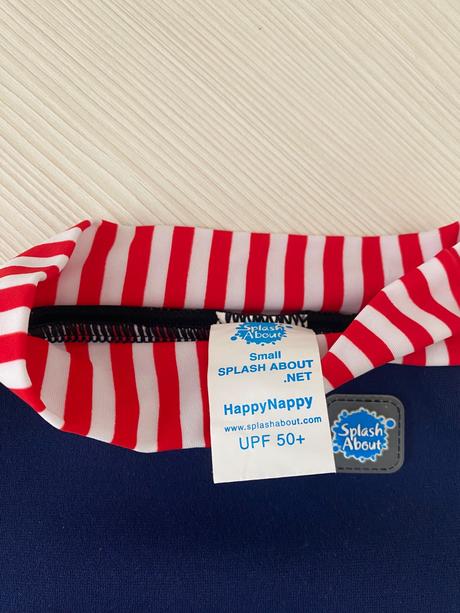 Splash
About
Small
SPLASH ABOUT
.NET
HappyNappy
www.splashabout.com
UPF 50+
Splash
About